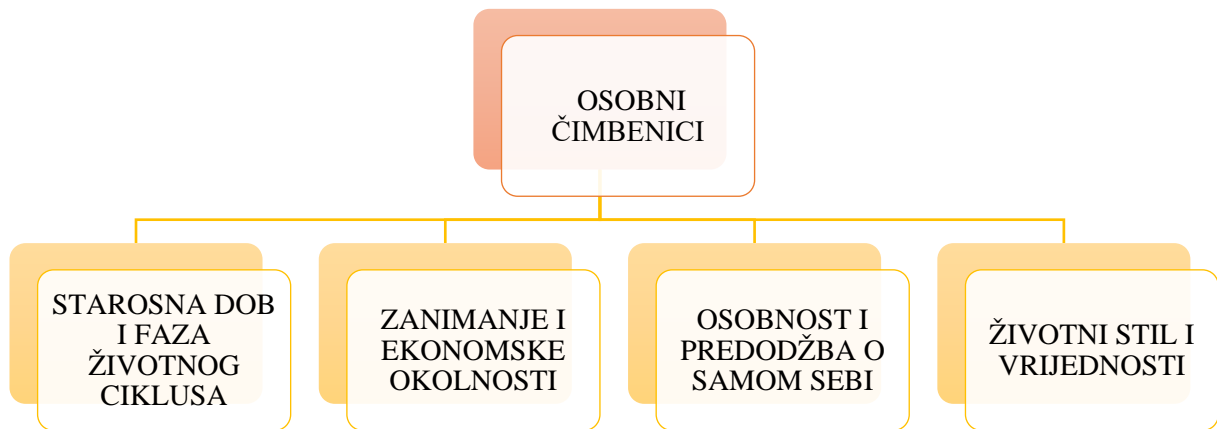 OSOBNI
ČIMBENICI
STAROSNA DOB
I FAZA
ŽIVOTNOG
CIKLUSA
ZANIMANJE I
EKONOMSKE
OKOLNOSTI
OSOBNOST I
PREDODŽBA O
SAMOM SEBI
ŽIVOTNI STIL I
VRIJEDNOSTI